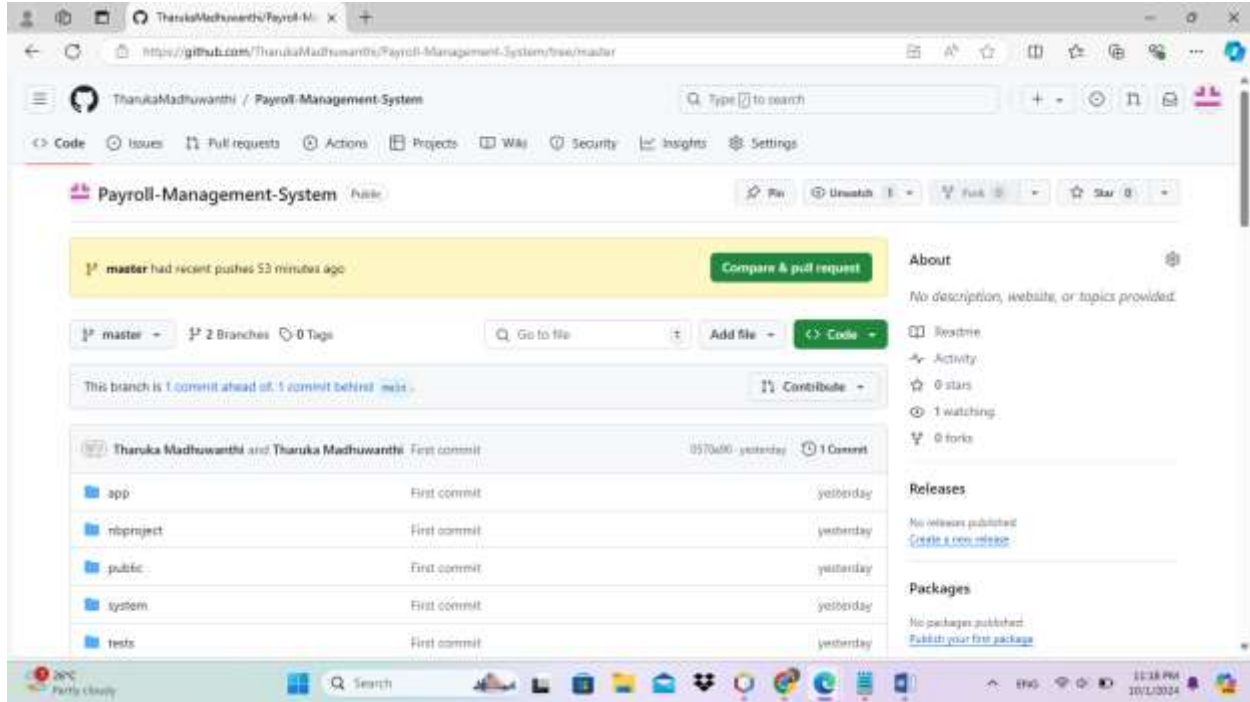 TharukaMadhuwanthi/Payroll-M
https://github.com/TharukaMadhuwanthi/Payroll-Management-System/tree/master
TharukaMadhuwanthi / Payroll-Management-System
Type / to search
Code Issues Pull requests Actions Projects Wiki Security Insights Settings
Payroll-Management-System Public
Pin Unwatch 1 Fork 0 Star 0
master had recent pushes 53 minutes ago
Compare & pull request
About
No description, website, or topics provided.
master 2 Branches 0 Tags
Go to file t Add file Code
Readme
Activity
This branch is 1 commit ahead of, 1 commit behind main.
Contribute
0 stars
1 watching
0 forks
Tharuka Madhuwanthi and Tharuka Madhuwanthi First commit
yesterday 1 Commit
app First commit yesterday
nbproject First commit yesterday
public First commit yesterday
system First commit yesterday
tests First commit yesterday
Releases
No releases published
Create a new release
Packages
No packages published
Publish your first package
26°C
Partly cloudy
Search
ENG
11:18 PM
10/1/2024